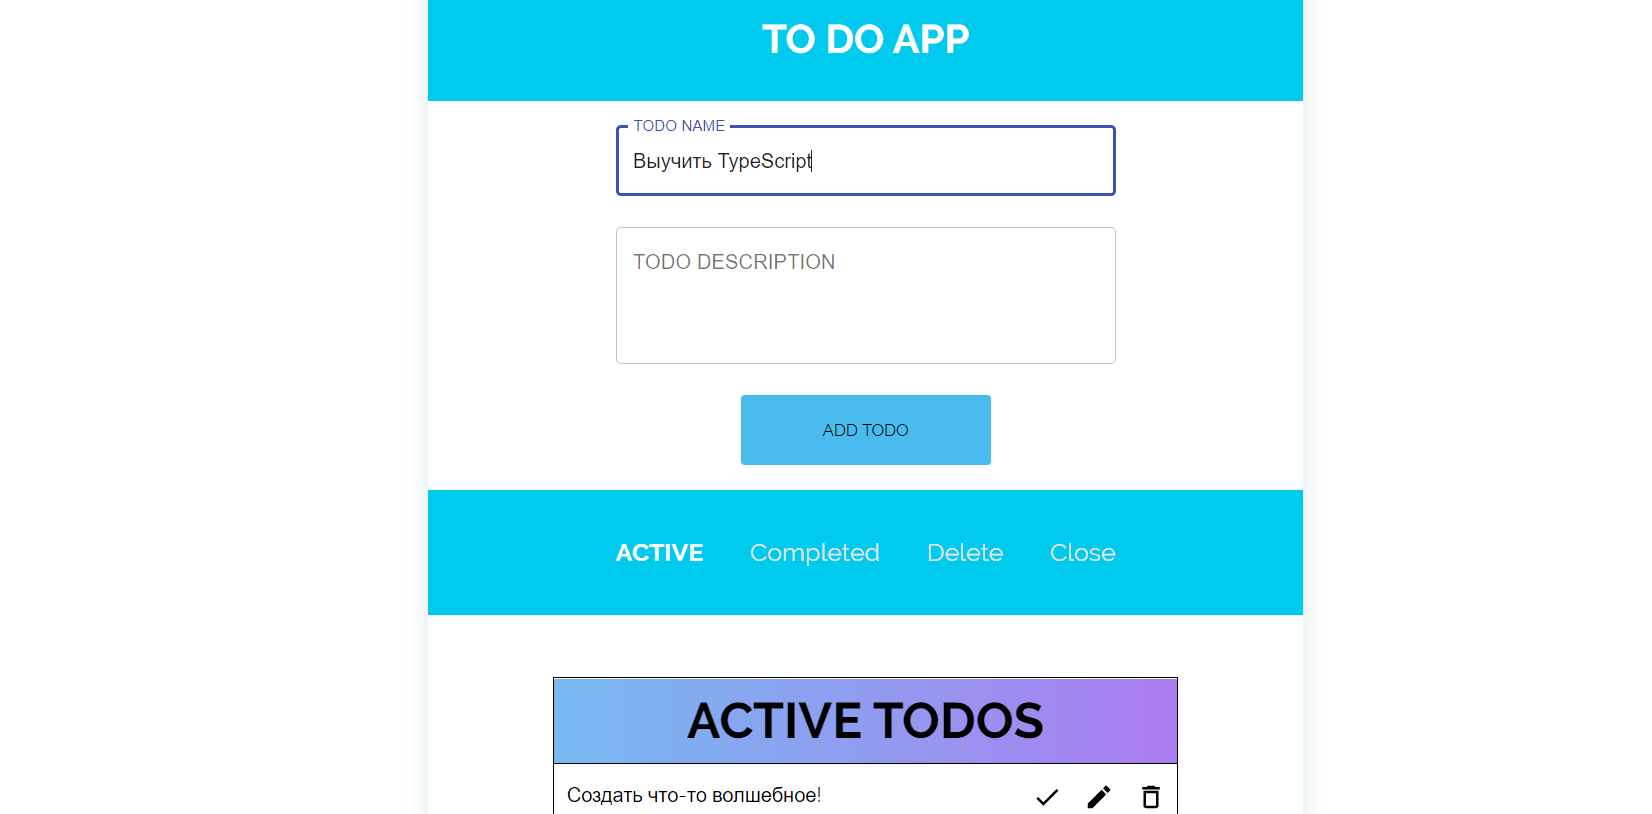 TO DO APP
TODO NAME
Выучить TypeScript
TODO DESCRIPTION
ADD TODO
ACTIVE Completed Delete Close
ACTIVE TODOS
Создать что-то волшебное!